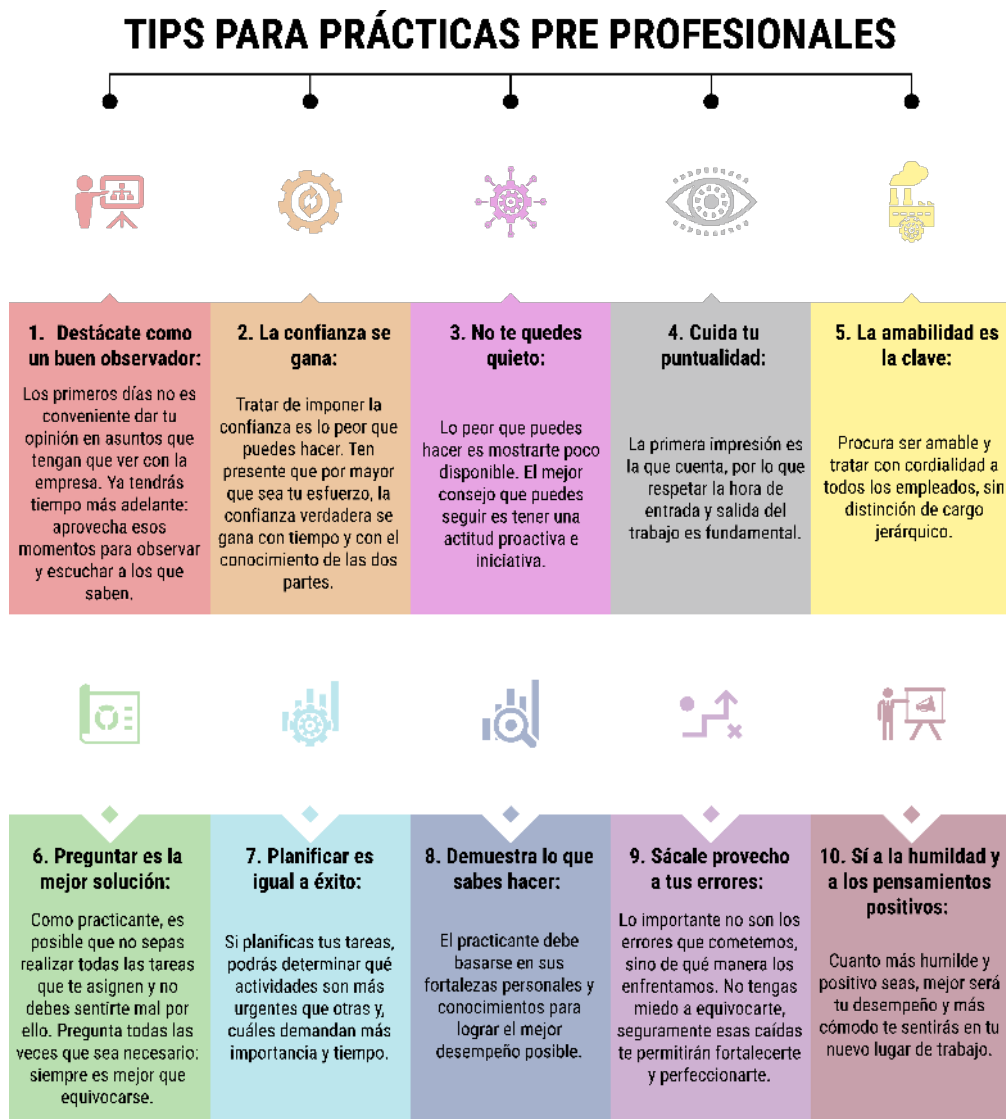 TIPS PARA PRÁCTICAS PRE PROFESIONALES
1. Destácate como
un buen observador:
Los primeros días no es
conveniente dar tu
opinión en asuntos que
tengan que ver con la
empresa. Ya tendrás
tiempo más adelante:
aprovecha esos
momentos para observar
y escuchar a los que
saben.
2. La confianza se
gana:
Tratar de imponer la
confianza es lo peor que
puedes hacer. Ten
presente que por mayor
que sea tu esfuerzo, la
confianza verdadera se
gana con tiempo y con el
conocimiento de las dos
partes.
3. No te quedes
quieto:
Lo peor que puedes
hacer es mostrarte poco
disponible. El mejor
consejo que puedes
seguir es tener una
actitud proactiva e
iniciativa.
4. Cuida tu
puntualidad:
La primera impresión es
la que cuenta, por lo que
respetar la hora de
entrada y salida del
trabajo es fundamental.
5. La amabilidad es
la clave:
Procura ser amable y
tratar con cordialidad a
todos los empleados, sin
distinción de cargo
jerárquico.
6. Preguntar es la
mejor solución:
Como practicante, es
posible que no sepas
realizar todas las tareas
que te asignen y no
debes sentirte mal por
ello. Pregunta todas las
veces que sea necesario:
siempre es mejor que
equivocarse.
7. Planificar es
igual a éxito:
Si planificas tus tareas,
podrás determinar qué
actividades son más
urgentes que otras y,
cuáles demandan más
importancia y tiempo.
8. Demuestra lo que
sabes hacer:
El practicante debe
basarse en sus
fortalezas personales y
conocimientos para
lograr el mejor
desempeño posible.
9. Sácale provecho
a tus errores:
Lo importante no son los
errores que cometemos,
sino de qué manera los
enfrentamos. No tengas
miedo a equivocarte,
seguramente esas caídas
te permitirán fortalecerte
y perfeccionarte.
10. Sí a la humildad y
a los pensamientos
positivos:
Cuanto más humilde y
positivo seas, mejor será
tu desempeño y más
cómodo te sentirás en tu
nuevo lugar de trabajo.